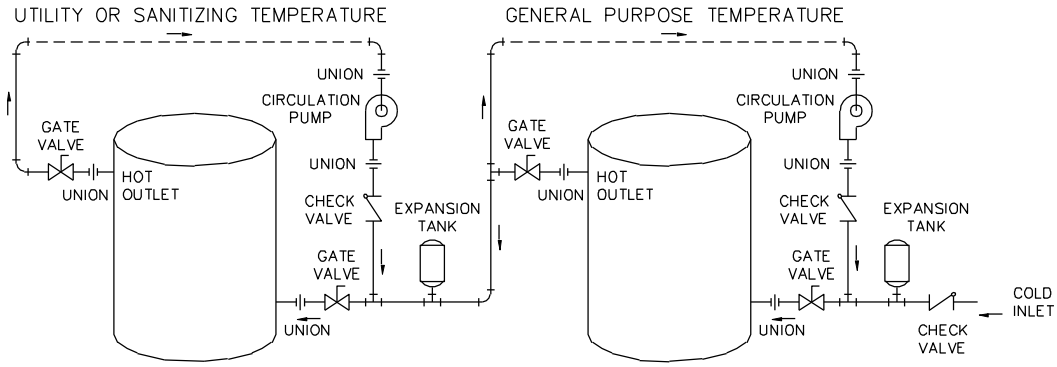 UTILITY OR SANITIZING TEMPERATURE
GENERAL PURPOSE TEMPERATURE
UNION
CIRCULATION
PUMP
GATE
VALVE
UNION
HOT
OUTLET
UNION
CHECK
VALVE
EXPANSION
TANK
GATE
VALVE
UNION
UNION
CIRCULATION
PUMP
GATE
VALVE
UNION
HOT
OUTLET
UNION
CHECK
VALVE
EXPANSION
TANK
GATE
VALVE
UNION
COLD
INLET
CHECK
VALVE